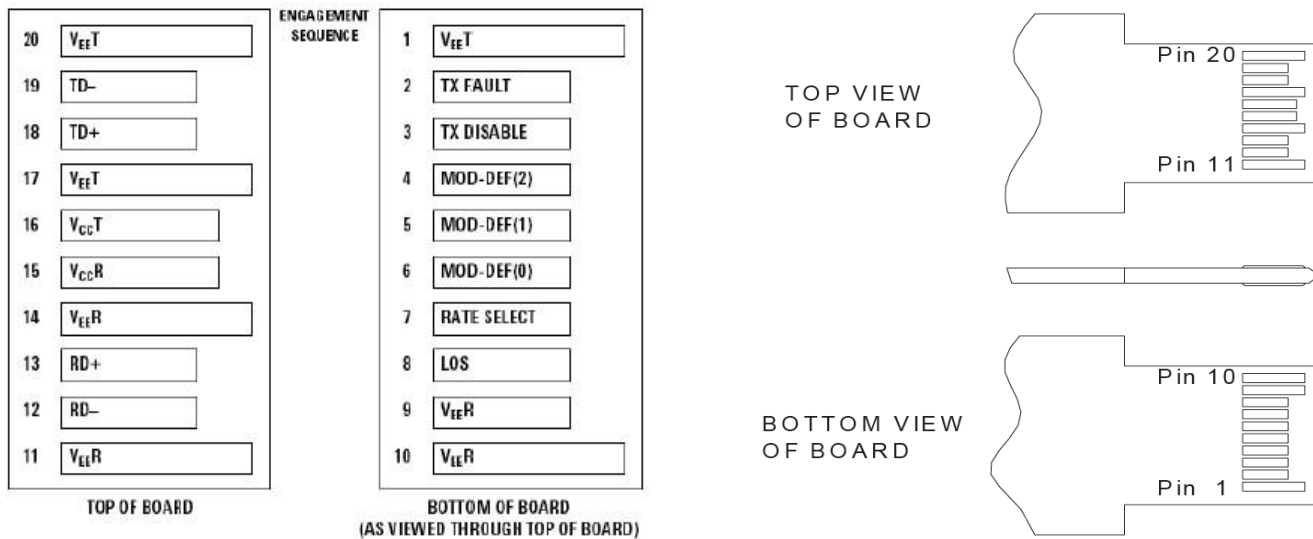 ENGAGEMENT
SEQUENCE
20 VEET
19 TD–
18 TD+
17 VEET
16 VCCT
15 VCCR
14 VEER
13 RD+
12 RD–
11 VEER
TOP OF BOARD
1 VEET
2 TX FAULT
3 TX DISABLE
4 MOD-DEF(2)
5 MOD-DEF(1)
6 MOD-DEF(0)
7 RATE SELECT
8 LOS
9 VEER
10 VEER
BOTTOM OF BOARD
(AS VIEWED THROUGH TOP OF BOARD)
TOP VIEW
OF BOARD
Pin 20
Pin 11
BOTTOM VIEW
OF BOARD
Pin 10
Pin 1